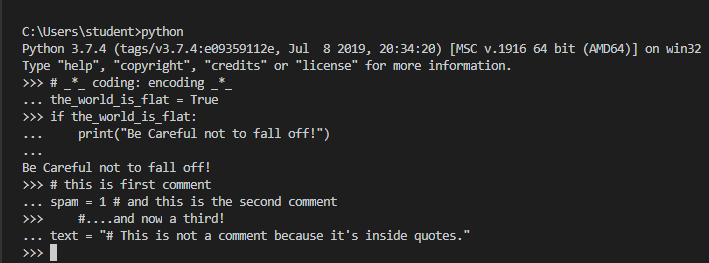 C:\Users\student>python
Python 3.7.4 (tags/v3.7.4:e09359112e, Jul  8 2019, 20:34:20) [MSC v.1916 64 bit (AMD64)] on win32
Type "help", "copyright", "credits" or "license" for more information.
>>> # _*_ coding: encoding _*_
... the_world_is_flat = True
>>> if the_world_is_flat:
...     print("Be Careful not to fall off!")
...
Be Careful not to fall off!
>>> # this is first comment
... spam = 1 # and this is the second comment
>>>     #....and now a third!
... text = "# This is not a comment because it's inside quotes."
>>>